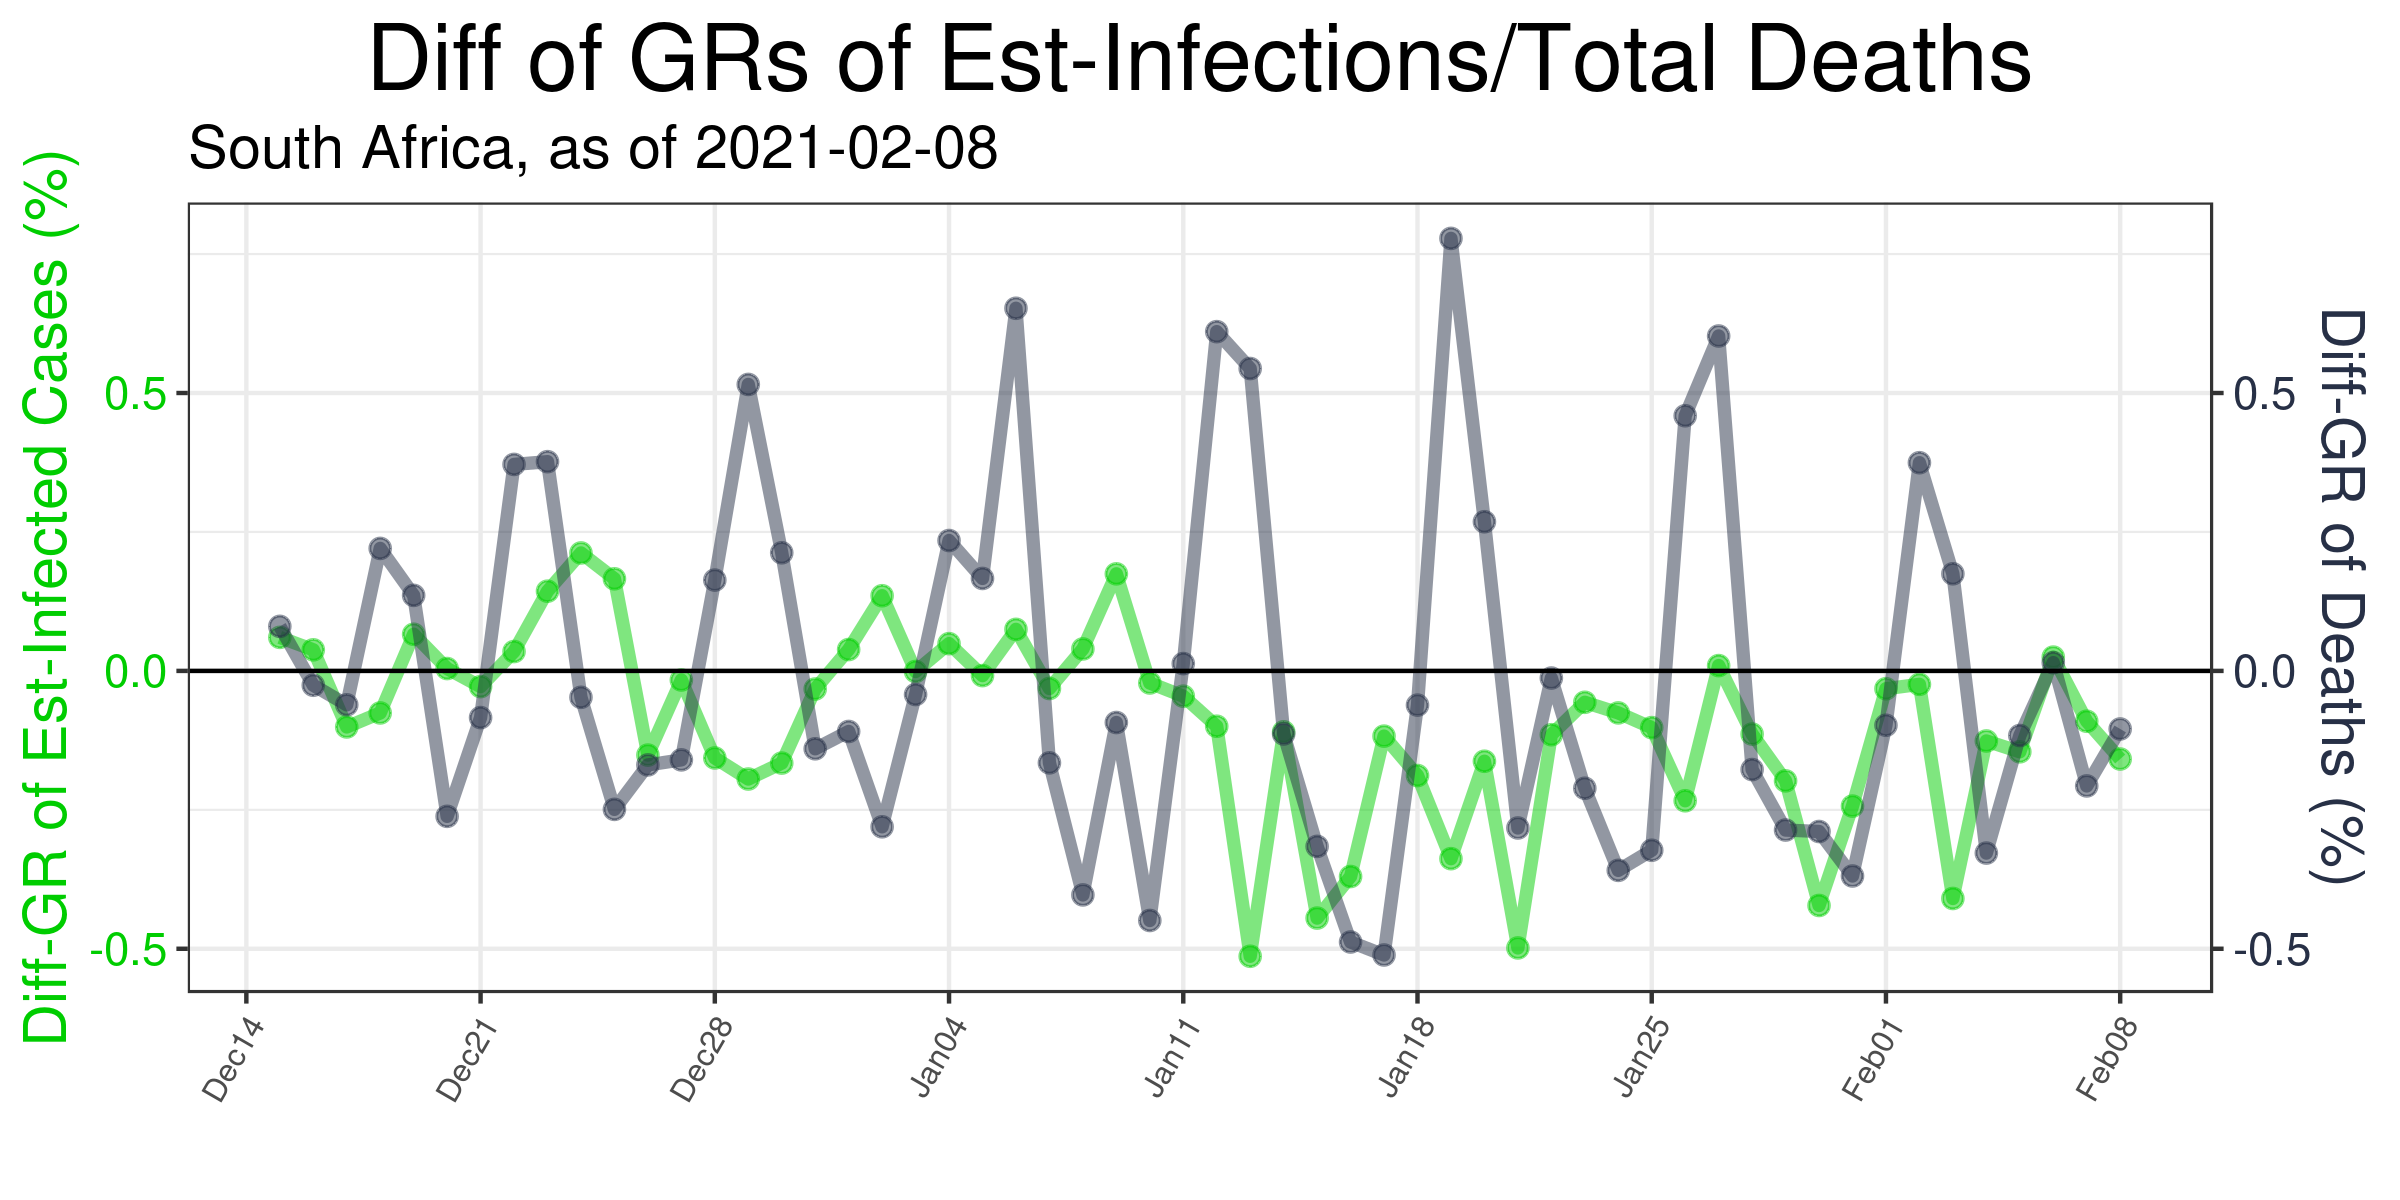 Diff of GRs of Est-Infections/Total Deaths
South Africa, as of 2021-02-08
Diff-GR of Est-Infected Cases (%)
0.5
0.0
-0.5
0.5
0.0
-0.5
Diff-GR of Deaths (%)
Dec14
Dec21
Dec28
Jan04
Jan11
Jan18
Jan25
Feb01
Feb08